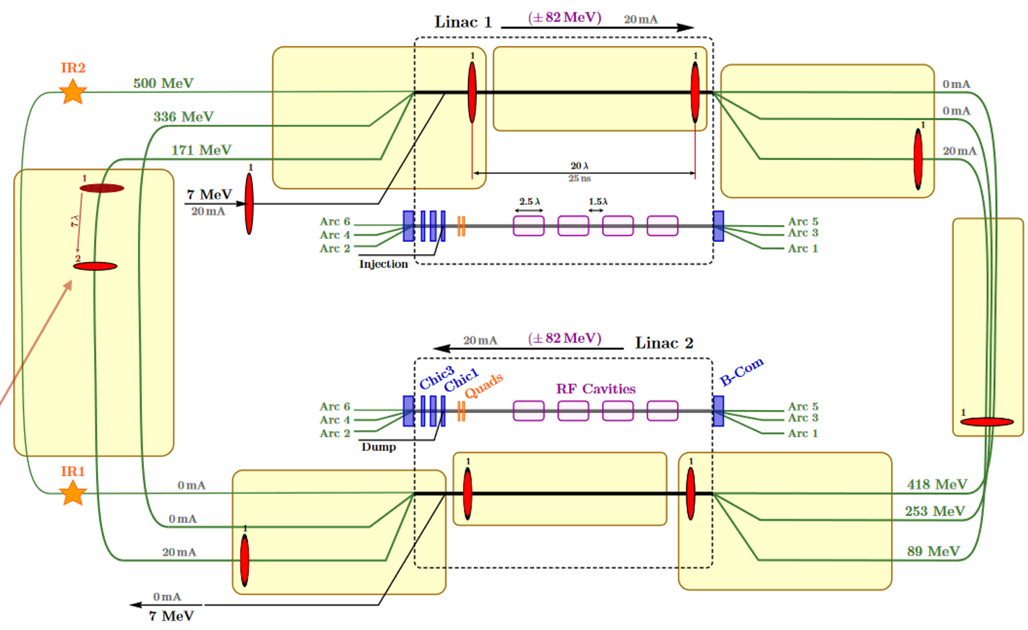 Linac 1
(±82 MeV)
20 mA
IR2
500 MeV
1
1
0 mA
336 MeV
0 mA
171 MeV
1
20 mA
1
7 λ
2
1
7 MeV
20 mA
20 λ
25 ns
2.5 λ
1.5λ
Arc 6
Arc 4
Arc 2
Arc 5
Arc 3
Arc 1
Injection
20 mA
(±82 MeV)
Linac 2
Chic3
Chic1
Quads
RF Cavities
B-Com
Arc 6
Arc 4
Arc 2
Arc 5
Arc 3
Arc 1
Dump
1
IR1
0 mA
1
1
418 MeV
0 mA
253 MeV
1
20 mA
89 MeV
0 mA
7 MeV